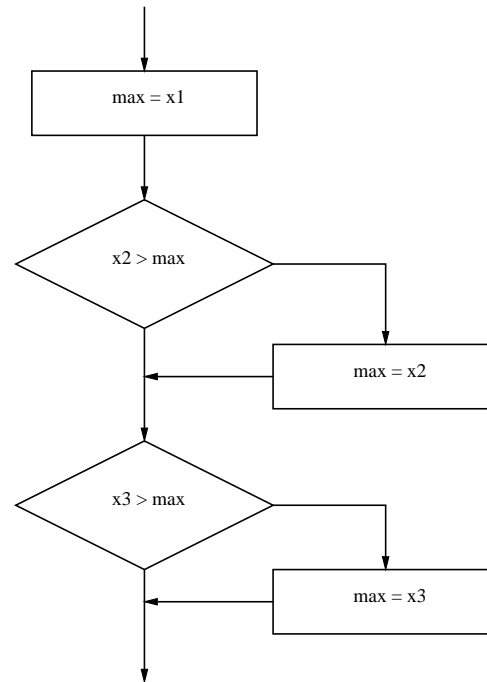 max = x1
x2 > max
max = x2
x3 > max
max = x3